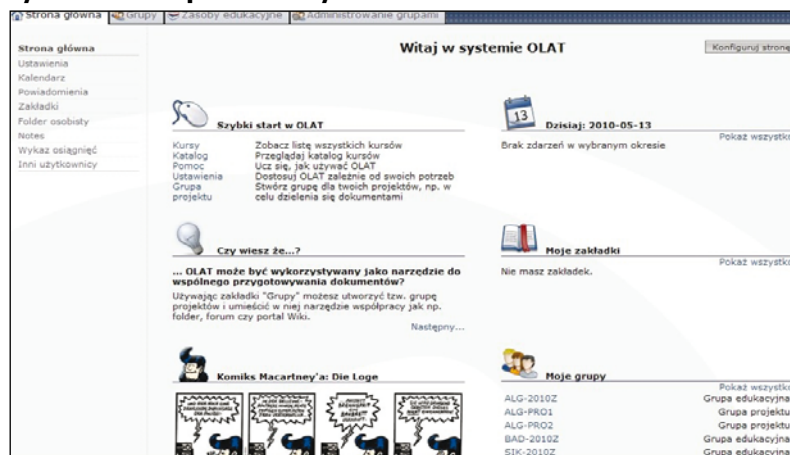 Strona główna Grupy Zasoby edukacyjne Administrowanie grupami
Strona główna
Ustawienia
Kalendarz
Powiadomienia
Zakładki
Folder osobisty
Notes
Wykaz osiągnięć
Inni użytkownicy
Witaj w systemie OLAT
Konfiguruj stronę
Szybki start w OLAT
Kursy Zobacz listę wszystkich kursów
Katalog Przeglądaj katalog kursów
Pomoc Ucz się, jak używać OLAT
Ustawienia Dostosuj OLAT zależnie od swoich potrzeb
Grupa Stwórz grupę dla twoich projektów, np. w
projektu celu dzielenia się dokumentami
13
Dzisiaj: 2010-05-13
Pokaż wszystko
Brak zdarzeń w wybranym okresie
Czy wiesz że...?
... OLAT może być wykorzystywany jako narzędzie do
wspólnego przygotowywania dokumentów?
Używając zakładki "Grupy" możesz utworzyć tzw. grupę
projektów i umieścić w niej narzędzie współpracy jak np.
folder, forum czy portal Wiki.
Następny...
Moje zakładki
Pokaż wszystko
Nie masz zakładek.
Komiks Macartney'a: Die Loge
Moje grupy
Pokaż wszystko
ALG-2010Z Grupa edukacyjna
ALG-PRO1 Grupa projektu
ALG-PRO2 Grupa projektu
BAD-2010Z Grupa edukacyjna
SIK-2010Z Grupa edukacyjna